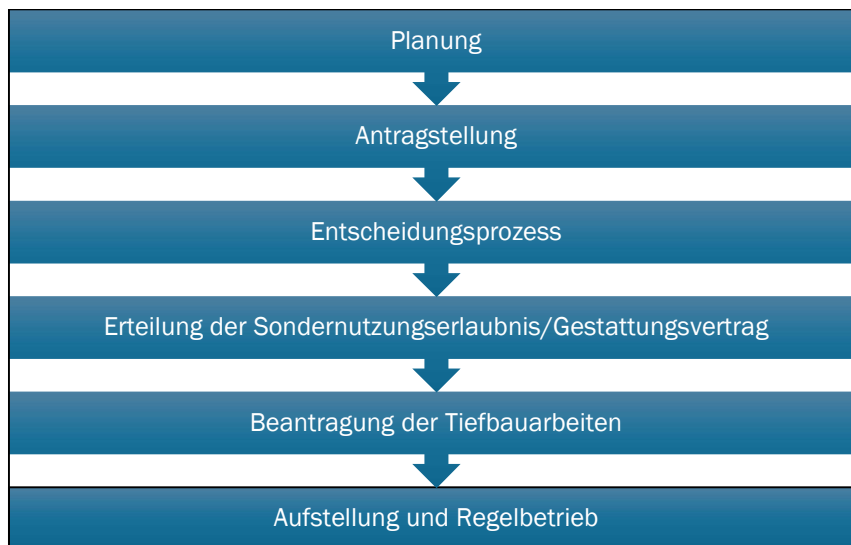 Planung
Antragstellung
Entscheidungsprozess
Erteilung der Sondernutzungserlaubnis/Gestattungsvertrag
Beantragung der Tiefbauarbeiten
Aufstellung und Regelbetrieb